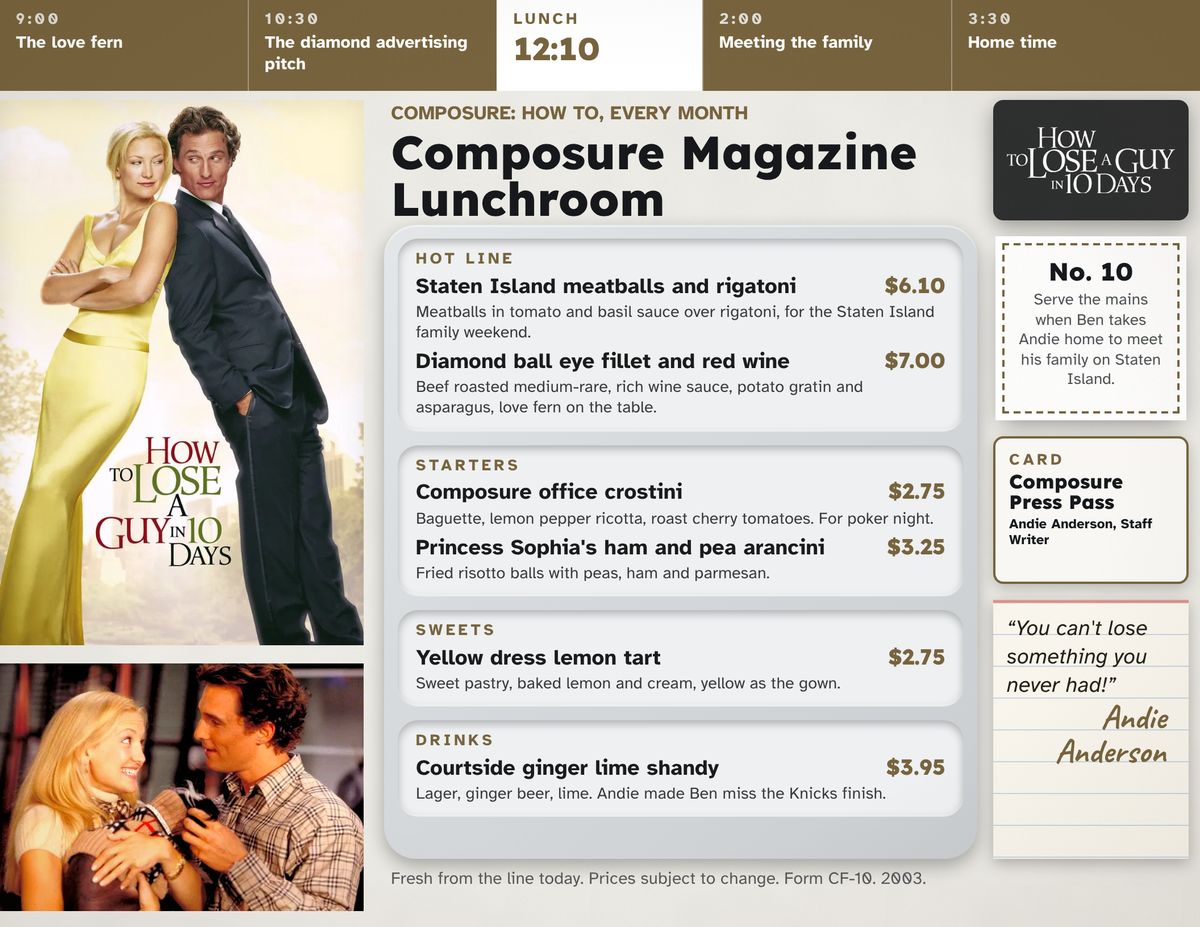 9:00
The love fern
10:30
The diamond advertising
pitch
LUNCH
12:10
2:00
Meeting the family
3:30
Home time
HOW
TO LOSE
A
GUY IN 10
DAYS
COMPOSURE: HOW TO, EVERY MONTH
Composure Magazine
Lunchroom
HOT LINE
Staten Island meatballs and rigatoni $6.10
Meatballs in tomato and basil sauce over rigatoni, for the Staten Island
family weekend.
Diamond ball eye fillet and red wine $7.00
Beef roasted medium-rare, rich wine sauce, potato gratin and
asparagus, love fern on the table.
STARTERS
Composure office crostini $2.75
Baguette, lemon pepper ricotta, roast cherry tomatoes. For poker night.
Princess Sophia's ham and pea arancini $3.25
Fried risotto balls with peas, ham and parmesan.
SWEETS
Yellow dress lemon tart $2.75
Sweet pastry, baked lemon and cream, yellow as the gown.
DRINKS
Courtside ginger lime shandy $3.95
Lager, ginger beer, lime. Andie made Ben miss the Knicks finish.
Fresh from the line today. Prices subject to change. Form CF-10. 2003.
HOW
TO LOSE A GUY
IN 10 DAYS
No. 10
Serve the mains
when Ben takes
Andie home to meet
his family on Staten
Island.
CARD
Composure
Press Pass
Andie Anderson, Staff
Writer
“You can't lose
something you
never had!”
Andie
Anderson